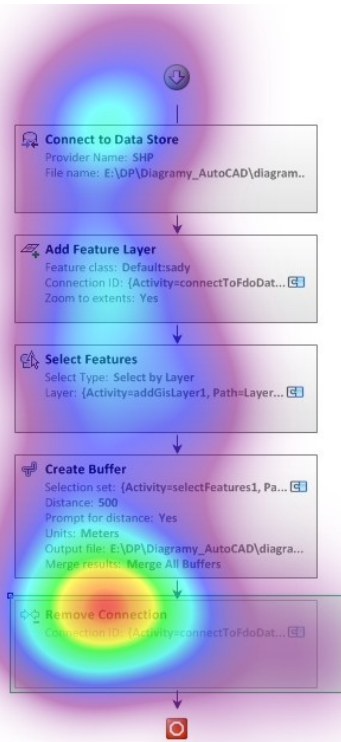 Connect to Data Store
Provider Name: SHP
File name: E:\DP\Diagramy_AutoCAD\diagram..
Add Feature Layer
Feature class: Default:sady
Connection ID: {Activity=connectToFdoDat...
Zoom to extents: Yes
Select Features
Select Type: Select by Layer
Layer: {Activity=addGisLayer1, Path=Layer...
Create Buffer
Selection set: {Activity=selectFeatures1, Pa...
Distance: 500
Prompt for distance: Yes
Units: Meters
Output file: E:\DP\Diagramy_AutoCAD\diagra...
Merge results: Merge All Buffers
Remove Connection
Connection ID: {Activity=connectToFdoDat...